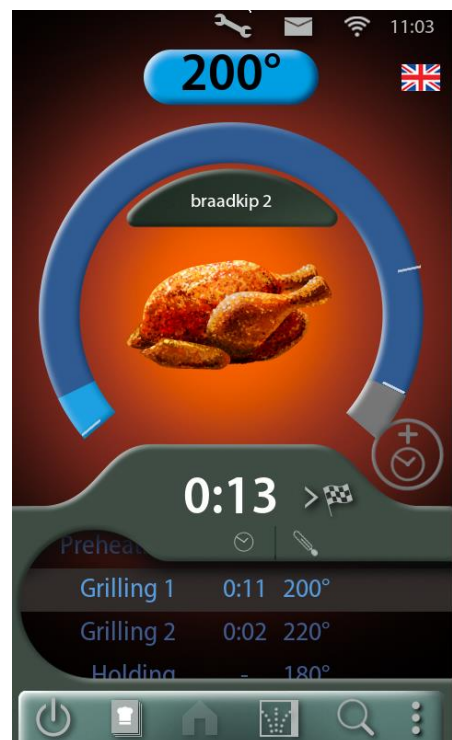 11:03
200°
braadkip 2
0:13 >
Preheat
Grilling 1 0:11 200°
Grilling 2 0:02 220°
Holding - 180°